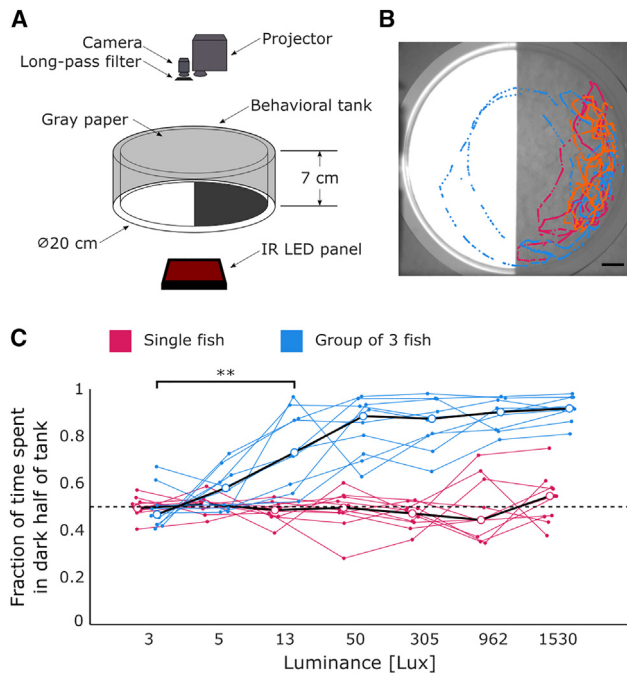 A
Camera
Long-pass filter
Projector
Gray paper
Behavioral tank
7 cm
Ø20 cm
IR LED panel
B
C
Single fish
Group of 3 fish
**
Fraction of time spent
in dark half of tank
1
0.8
0.6
0.4
0.2
1
3 5 13 50 305 962 1530
Luminance [Lux]